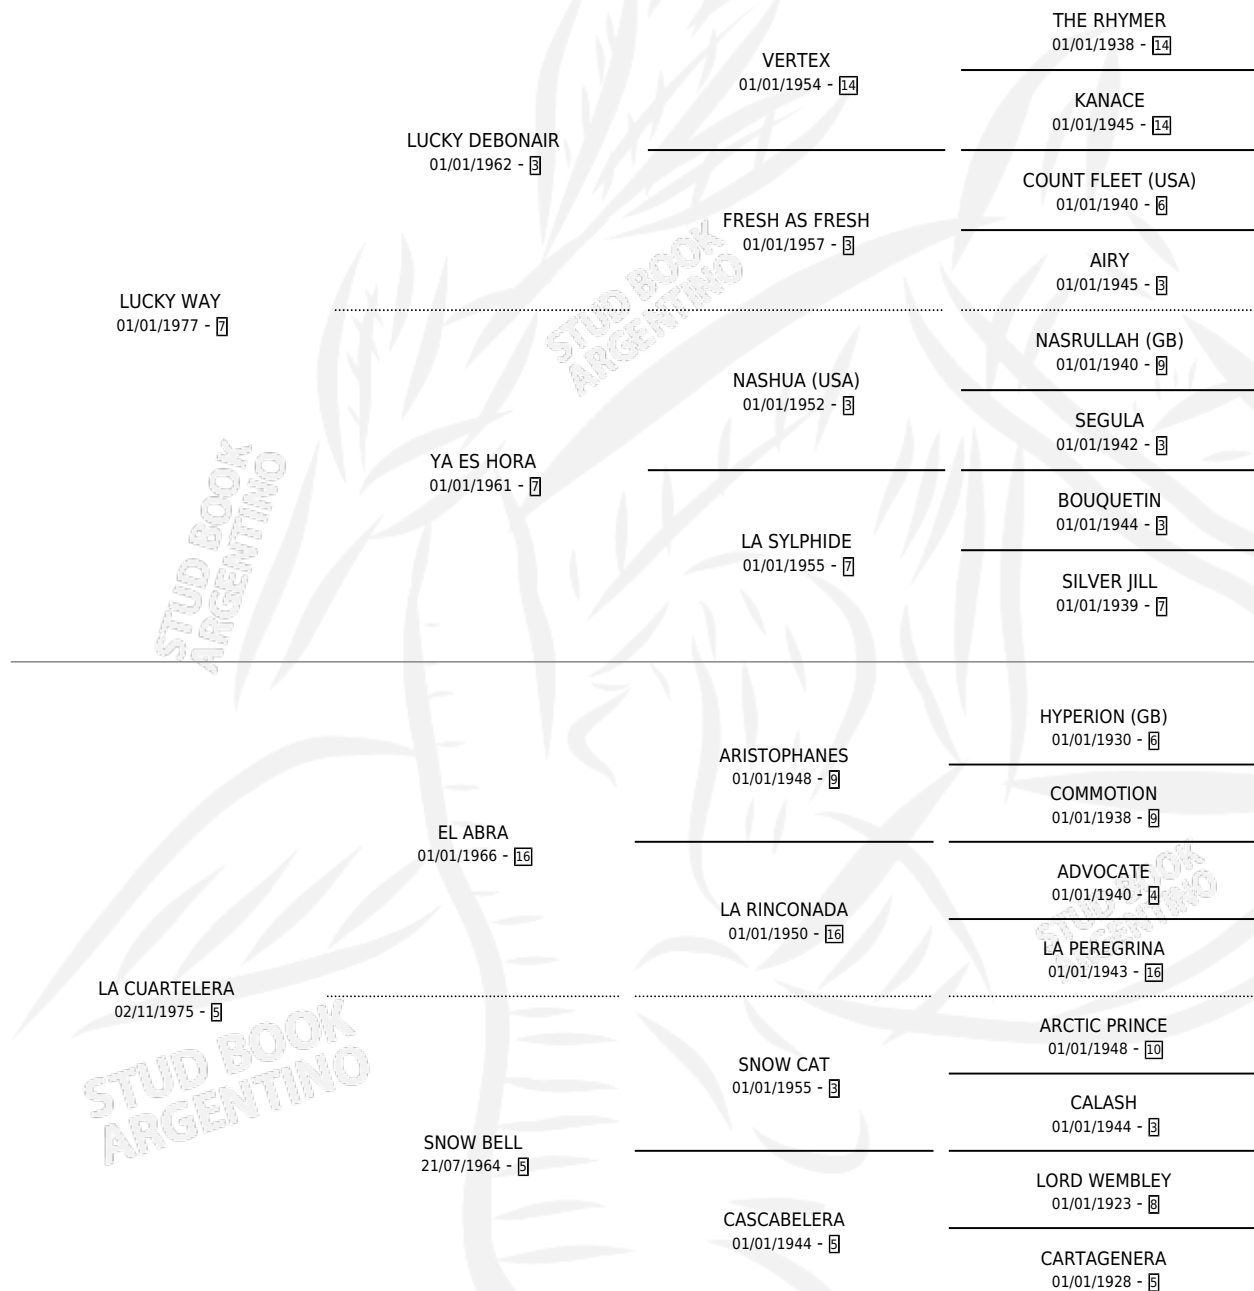 THE RHYMER
01/01/1938 - 14
VERTEX
01/01/1954 - 14
KANACE
01/01/1945 - 14
LUCKY DEBONAIR
01/01/1962 - 3
COUNT FLEET (USA)
01/01/1940 - 6
FRESH AS FRESH
01/01/1957 - 3
AIRY
01/01/1945 - 3
LUCKY WAY
01/01/1977 - 7
STUD BOOK
ARGENTINO
NASRULLAH (GB)
01/01/1940 - 9
NASHUA (USA)
01/01/1952 - 3
SEGULA
01/01/1942 - 3
YA ES HORA
01/01/1961 - 7
BOUQUETIN
01/01/1944 - 3
LA SYLPHIDE
01/01/1955 - 7
SILVER JILL
01/01/1939 - 7
STUD BOOK
ARGENTINO
HYPERION (GB)
01/01/1930 - 6
ARISTOPHANES
01/01/1948 - 9
COMMOTION
01/01/1938 - 9
EL ABRA
01/01/1966 - 16
ADVOCATE
01/01/1940 - 4
LA RINCONADA
01/01/1950 - 16
LA PEREGRINA
01/01/1943 - 16
STUD BOOK
ARGENTINO
LA CUARTELERA
02/11/1975 - 5
ARCTIC PRINCE
01/01/1948 - 10
SNOW CAT
01/01/1955 - 3
CALASH
01/01/1944 - 3
STUD BOOK
ARGENTINO
SNOW BELL
21/07/1964 - 5
LORD WEMBLEY
01/01/1923 - 8
CASCABELERA
01/01/1944 - 5
CARTAGENERA
01/01/1928 - 5